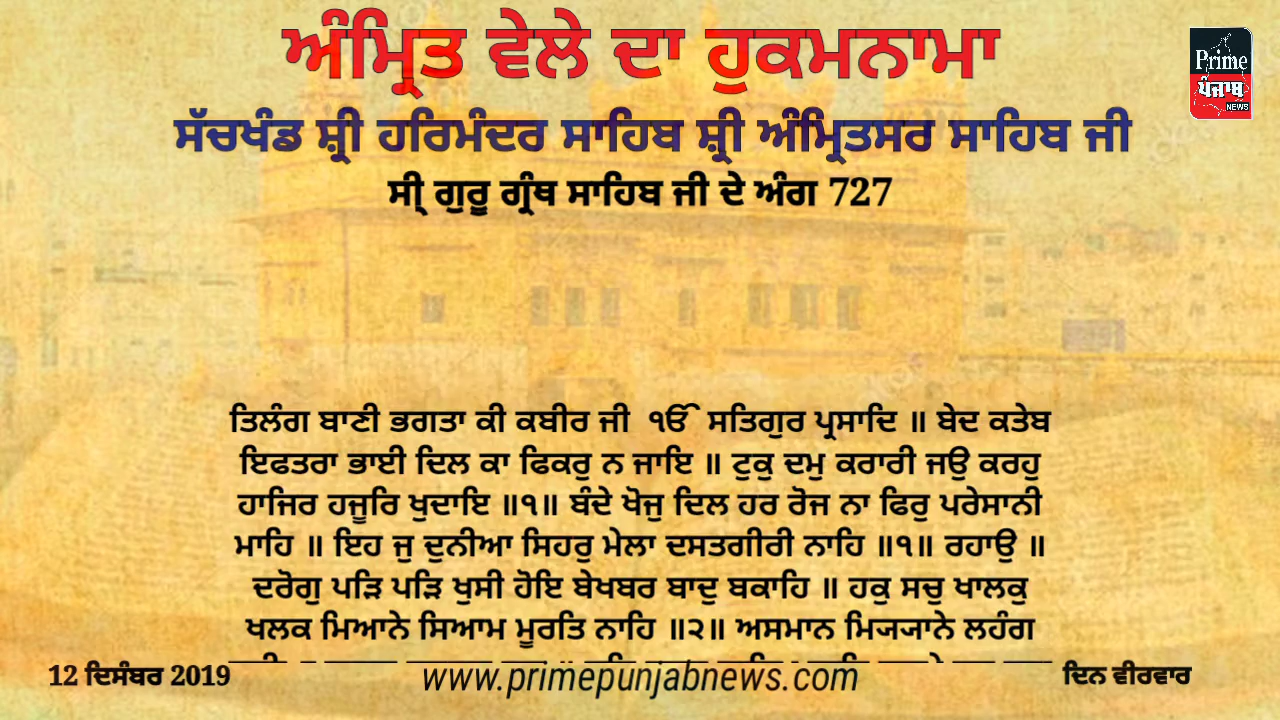 ਅੰਮ੍ਰਿਤ ਵੇਲੇ ਦਾ ਹੁਕਮਨਾਮਾ
Prime
ਪੰਜਾਬ
NEWS
ਸੱਚਖੰਡ ਸ਼੍ਰੀ ਹਰਿਮੰਦਰ ਸਾਹਿਬ ਸ਼੍ਰੀ ਅੰਮ੍ਰਿਤਸਰ ਸਾਹਿਬ ਜੀ
ਸੀ੍ ਗੁਰੂ ਗ੍ਰੰਥ ਸਾਹਿਬ ਜੀ ਦੇ ਅੰਗ 727
ਤਿਲੰਗ ਬਾਣੀ ਭਗਤਾ ਕੀ ਕਬੀਰ ਜੀ ੴ ਸਤਿਗੁਰ ਪ੍ਰਸਾਦਿ ॥ ਬੇਦ ਕਤੇਬ
ਇਫਤਰਾ ਭਾਈ ਦਿਲ ਕਾ ਫਿਕਰੁ ਨ ਜਾਇ ॥ ਟੁਕੁ ਦਮੁ ਕਰਾਰੀ ਜਉ ਕਰਹੁ
ਹਾਜਿਰ ਹਜੂਰਿ ਖੁਦਾਇ ॥੧॥ ਬੰਦੇ ਖੋਜੁ ਦਿਲ ਹਰ ਰੋਜ ਨਾ ਫਿਰੁ ਪਰੇਸਾਨੀ
ਮਾਹਿ ॥ ਇਹ ਜੁ ਦੁਨੀਆ ਸਿਹਰੁ ਮੇਲਾ ਦਸਤਗੀਰੀ ਨਾਹਿ ॥੧॥ ਰਹਾਉ ॥
ਦਰੋਗੁ ਪੜਿ ਪੜਿ ਖੁਸੀ ਹੋਇ ਬੇਖਬਰ ਬਾਦੁ ਬਕਾਹਿ ॥ ਹਕੁ ਸਚੁ ਖਾਲਕੁ
ਖਲਕ ਮਿਆਨੇ ਸਿਆਮ ਮੂਰਤਿ ਨਾਹਿ ॥੨॥ ਅਸਮਾਨ ਮ੍ਯ੍ਯਿਾਨੇ ਲਹੰਗ
12 ਦਿਸੰਬਰ 2019
www.primepunjabnews.com
ਦਿਨ ਵੀਰਵਾਰ